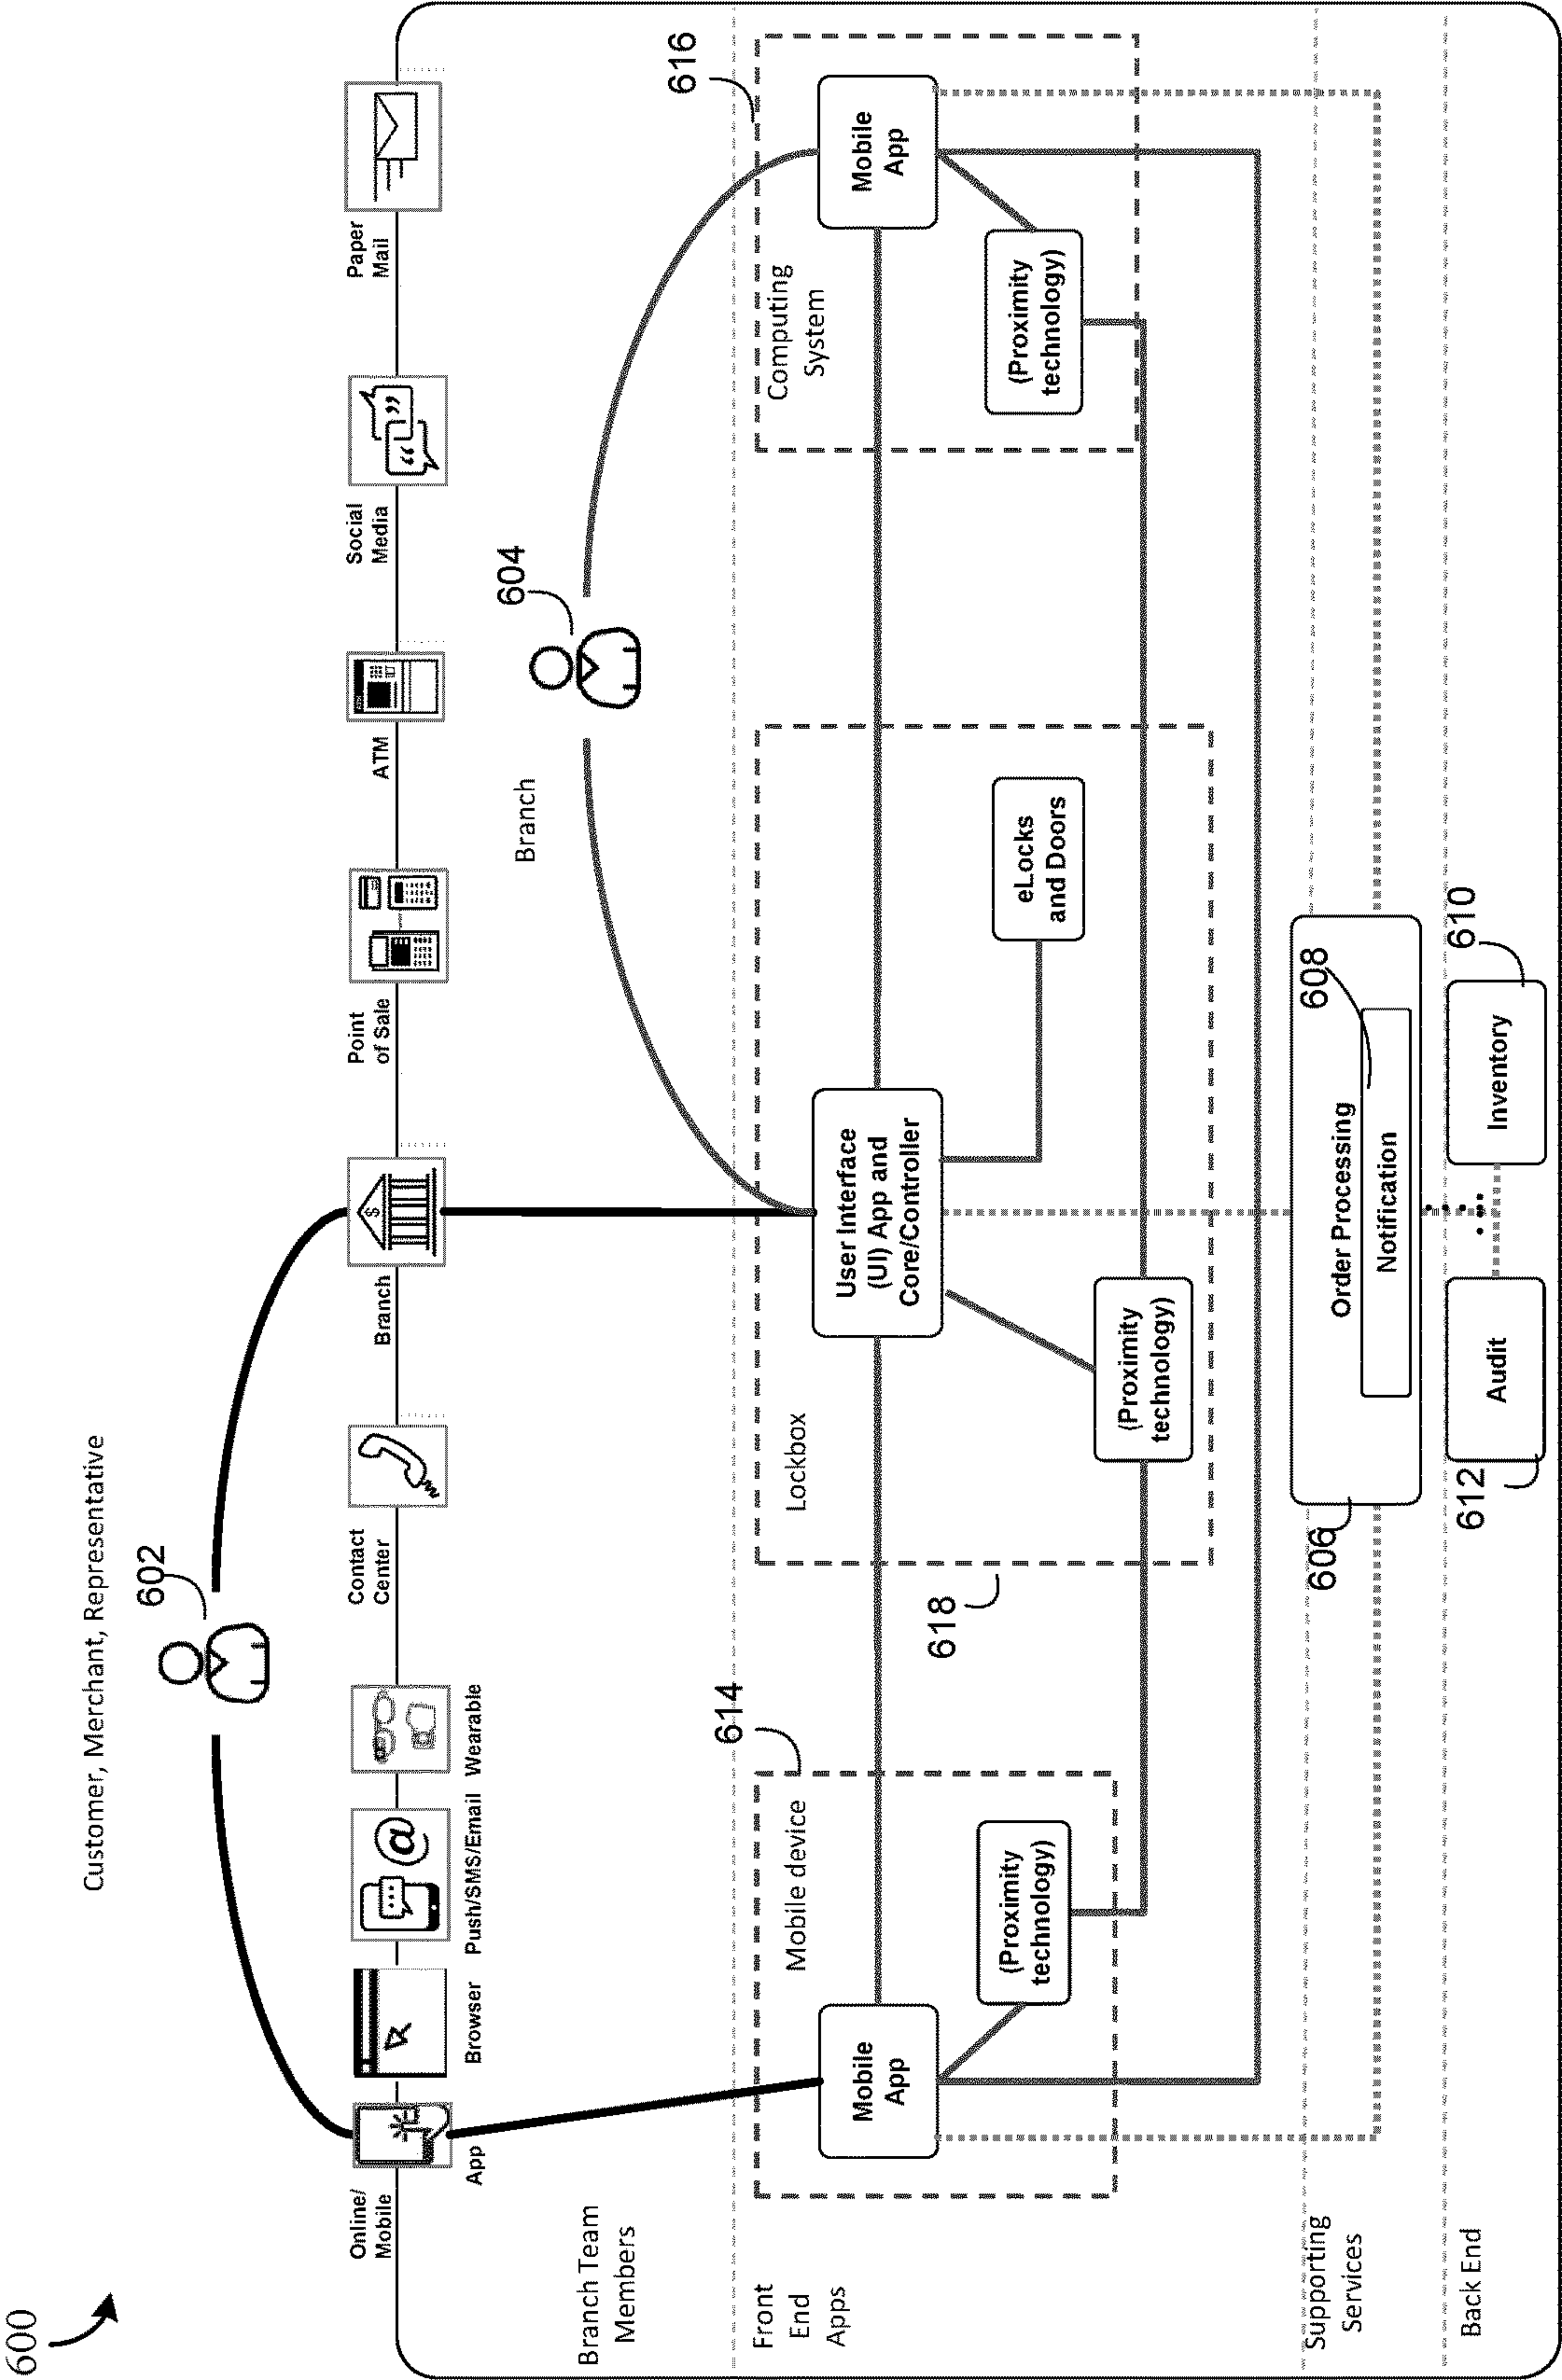 600
Customer, Merchant, Representative
602
Online/
Mobile
App
Browser
Push/SMS/Email
Wearable
Contact
Center
Branch
Point
of Sale
ATM
Social
Media
Paper
Mail
$
@
“ ”
Branch Team
Members
Branch
604
616
Front
End
Apps
614
Mobile device
Mobile
App
(Proximity
technology)
618
Lockbox
User Interface
(UI) App and
Core/Controller
(Proximity
technology)
eLocks
and Doors
Computing
System
Mobile
App
(Proximity
technology)
Supporting
Services
606
Order Processing
608
Notification
Back End
612
Audit
Inventory
610